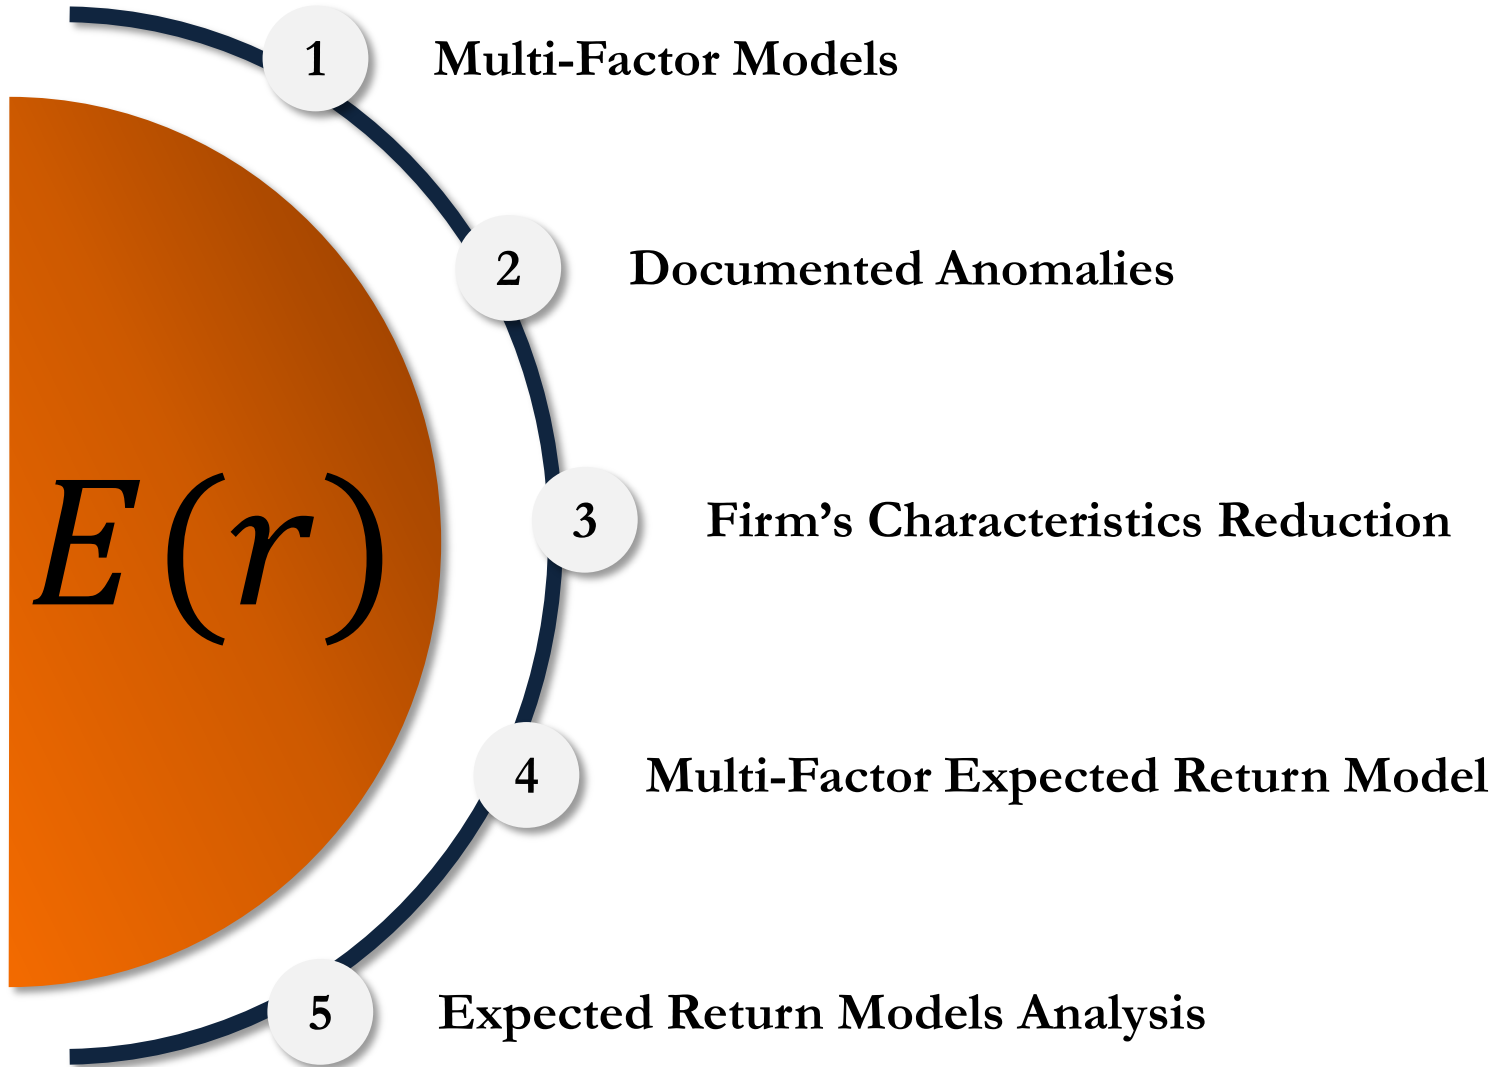 1 Multi-Factor Models
2 Documented Anomalies
E(r)
3 Firm’s Characteristics Reduction
4 Multi-Factor Expected Return Model
5 Expected Return Models Analysis